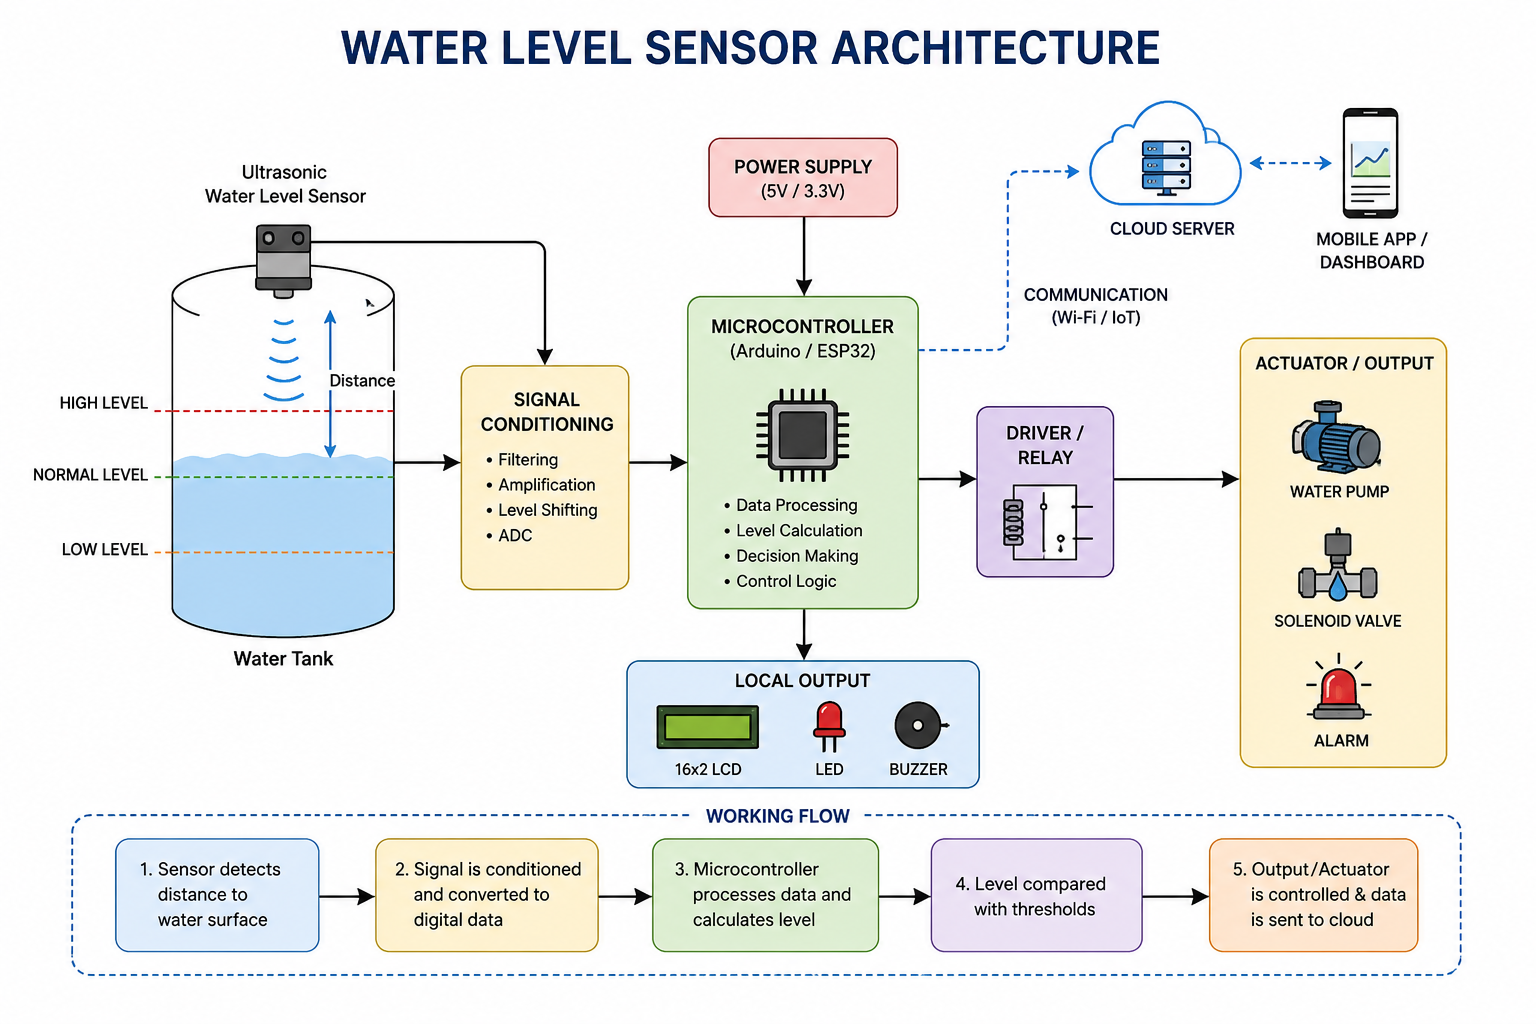 WATER LEVEL SENSOR ARCHITECTURE
Ultrasonic
Water Level Sensor
Distance
HIGH LEVEL
NORMAL LEVEL
LOW LEVEL
Water Tank
SIGNAL
CONDITIONING
• Filtering
• Amplification
• Level Shifting
• ADC
POWER SUPPLY
(5V / 3.3V)
MICROCONTROLLER
(Arduino / ESP32)
• Data Processing
• Level Calculation
• Decision Making
• Control Logic
LOCAL OUTPUT
16x2 LCD
LED
BUZZER
CLOUD SERVER
MOBILE APP /
DASHBOARD
COMMUNICATION
(Wi-Fi / IoT)
DRIVER /
RELAY
ACTUATOR / OUTPUT
WATER PUMP
SOLENOID VALVE
ALARM
WORKING FLOW
1. Sensor detects
distance to
water surface
2. Signal is conditioned
and converted to
digital data
3. Microcontroller
processes data and
calculates level
4. Level compared
with thresholds
5. Output/Actuator
is controlled & data
is sent to cloud